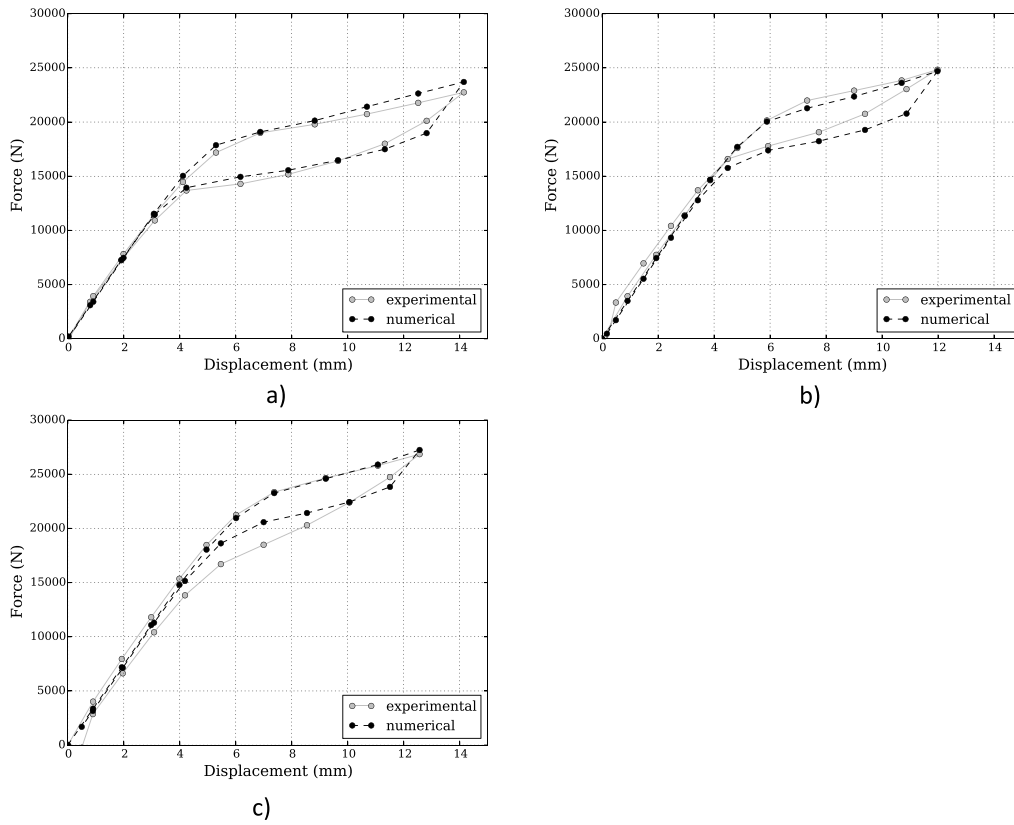 30000
25000
20000
15000
10000
5000
0
Force (N)
0 2 4 6 8 10 12 14
Displacement (mm)
experimental
numerical
a)
30000
25000
20000
15000
10000
5000
0
Force (N)
0 2 4 6 8 10 12 14
Displacement (mm)
experimental
numerical
b)
30000
25000
20000
15000
10000
5000
0
Force (N)
0 2 4 6 8 10 12 14
Displacement (mm)
experimental
numerical
c)